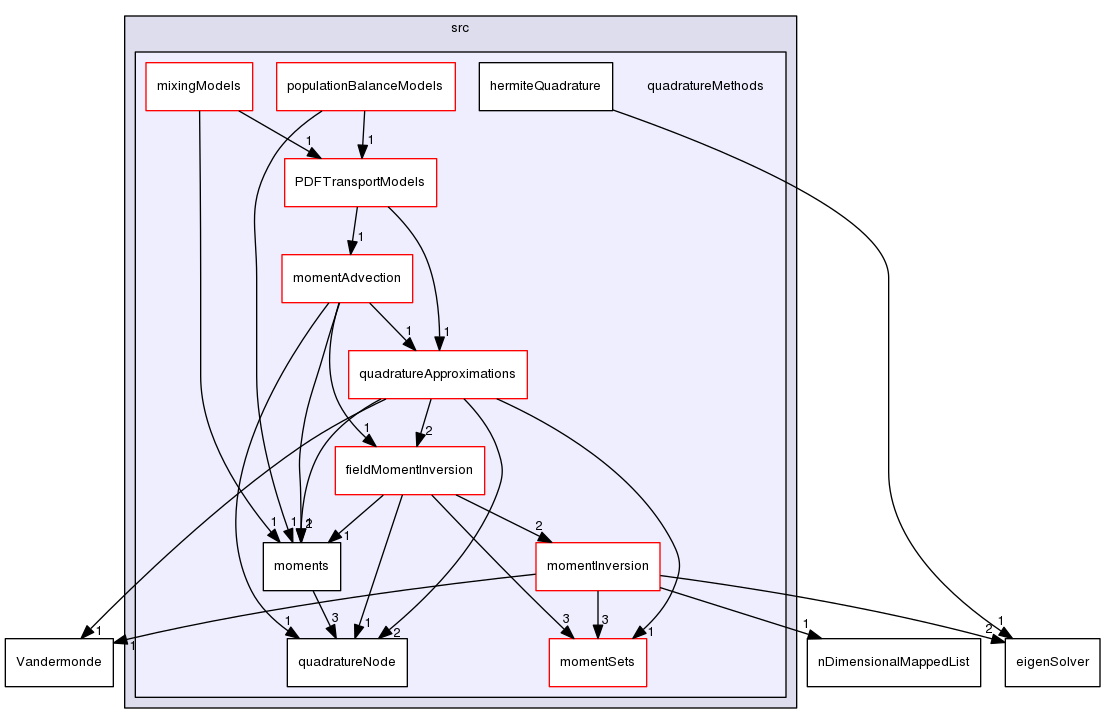 src
mixingModels
populationBalanceModels
hermiteQuadrature
quadratureMethods
1
1
PDFTransportModels
1
momentAdvection
1
1
quadratureApproximations
1
2
fieldMomentInversion
1
1
2
1
2
moments
momentInversion
1
3
1
2
3
3
1
1
1
2
1
1
Vandermonde
quadratureNode
momentSets
nDimensionalMappedList
eigenSolver